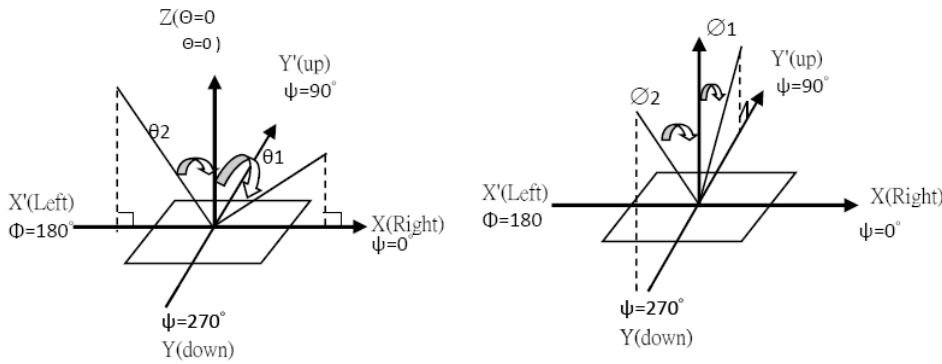 Z(Θ=0
Θ=0 )
Y'(up)
ψ=90°
θ2
θ1
X'(Left)
Φ=180°
X(Right)
ψ=0°
ψ=270°
Y(down)
∅1
Y'(up)
ψ=90°
∅2
X'(Left)
Φ=180
X(Right)
ψ=0°
ψ=270°
Y(down)